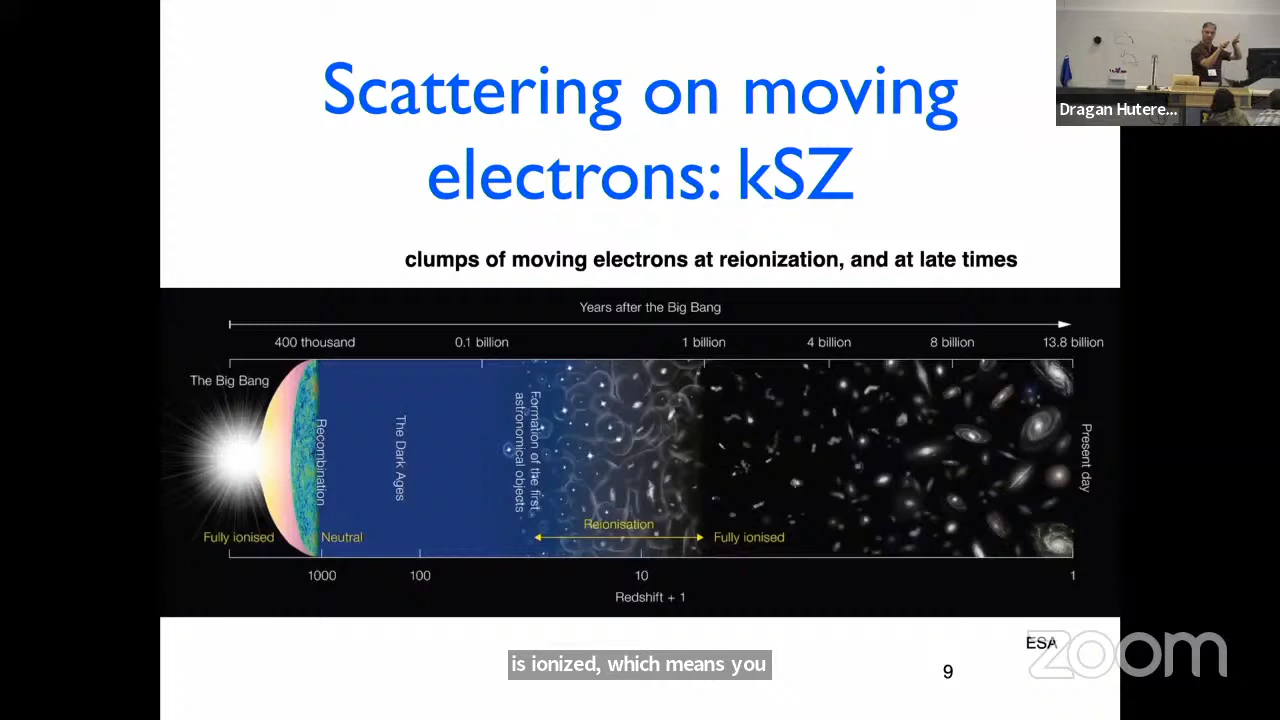 Scattering on moving
electrons: kSZ
Dragan Hutere...
clumps of moving electrons at reionization, and at late times
Years after the Big Bang
400 thousand 0.1 billion 1 billion 4 billion 8 billion 13.8 billion
The Big Bang
Recombination
The Dark Ages
Formation of the first
astronomical objects
Present day
Reionisation
Fully ionised Neutral Fully ionised
1000 100 10 1
Redshift + 1
ESA
zoom
is ionized, which means you
9